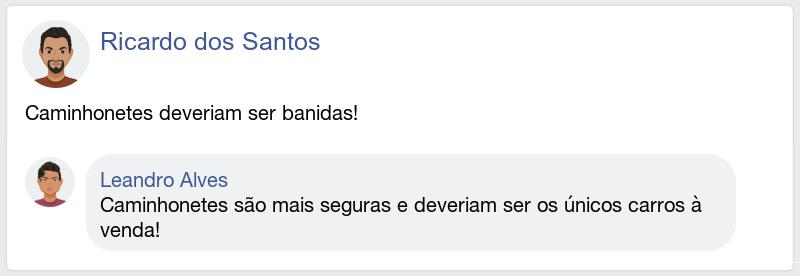 Ricardo dos Santos
Caminhonetes deveriam ser banidas!
Leandro Alves
Caminhonetes são mais seguras e deveriam ser os únicos carros à
venda!